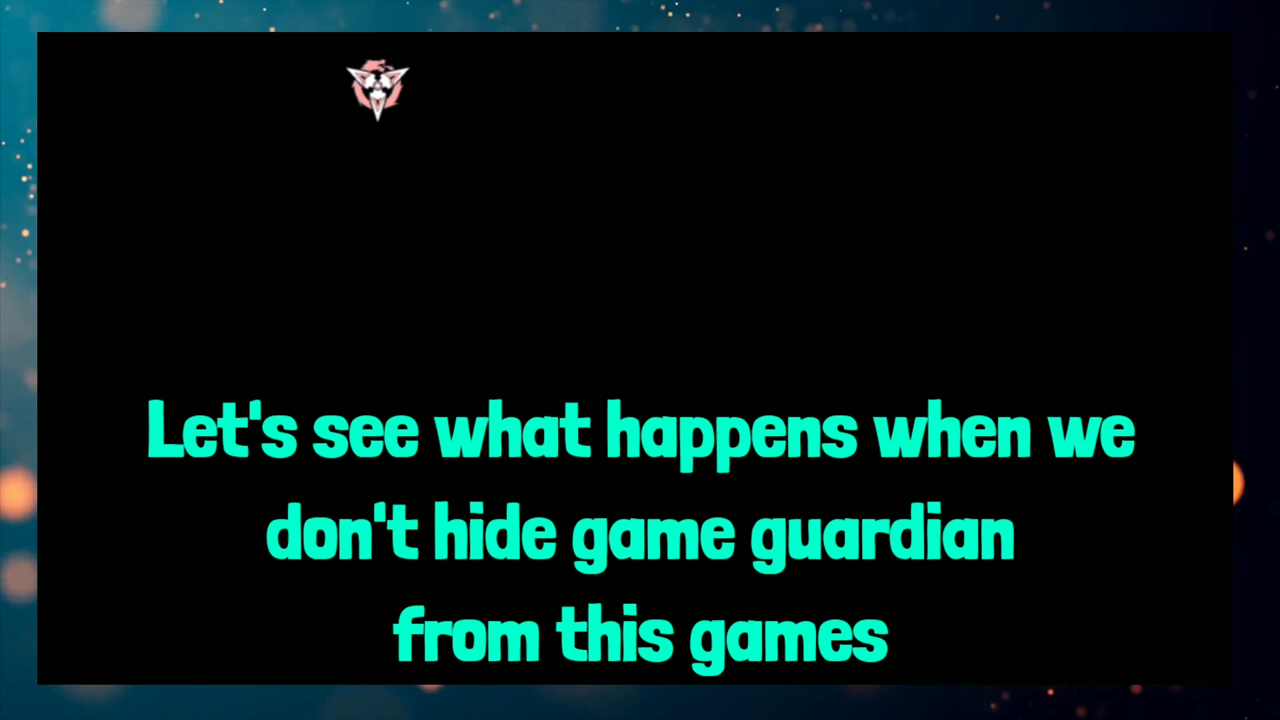 Let's see what happens when we
don't hide game guardian
from this games